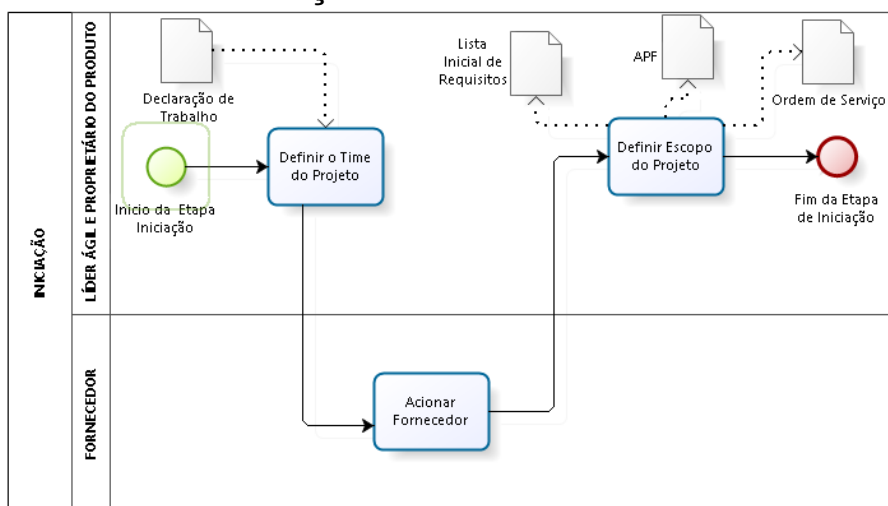 INICIAÇÃO
LÍDER ÁGIL E PROPRIETÁRIO DO PRODUTO
Declaração de
Trabalho
Início da Etapa
Iniciação
Definir o Time
do Projeto
Lista
Inicial de
Requisitos
APF
Ordem de Serviço
Definir Escopo
do Projeto
Fim da Etapa
de Iniciação
FORNECEDOR
Acionar
Fornecedor